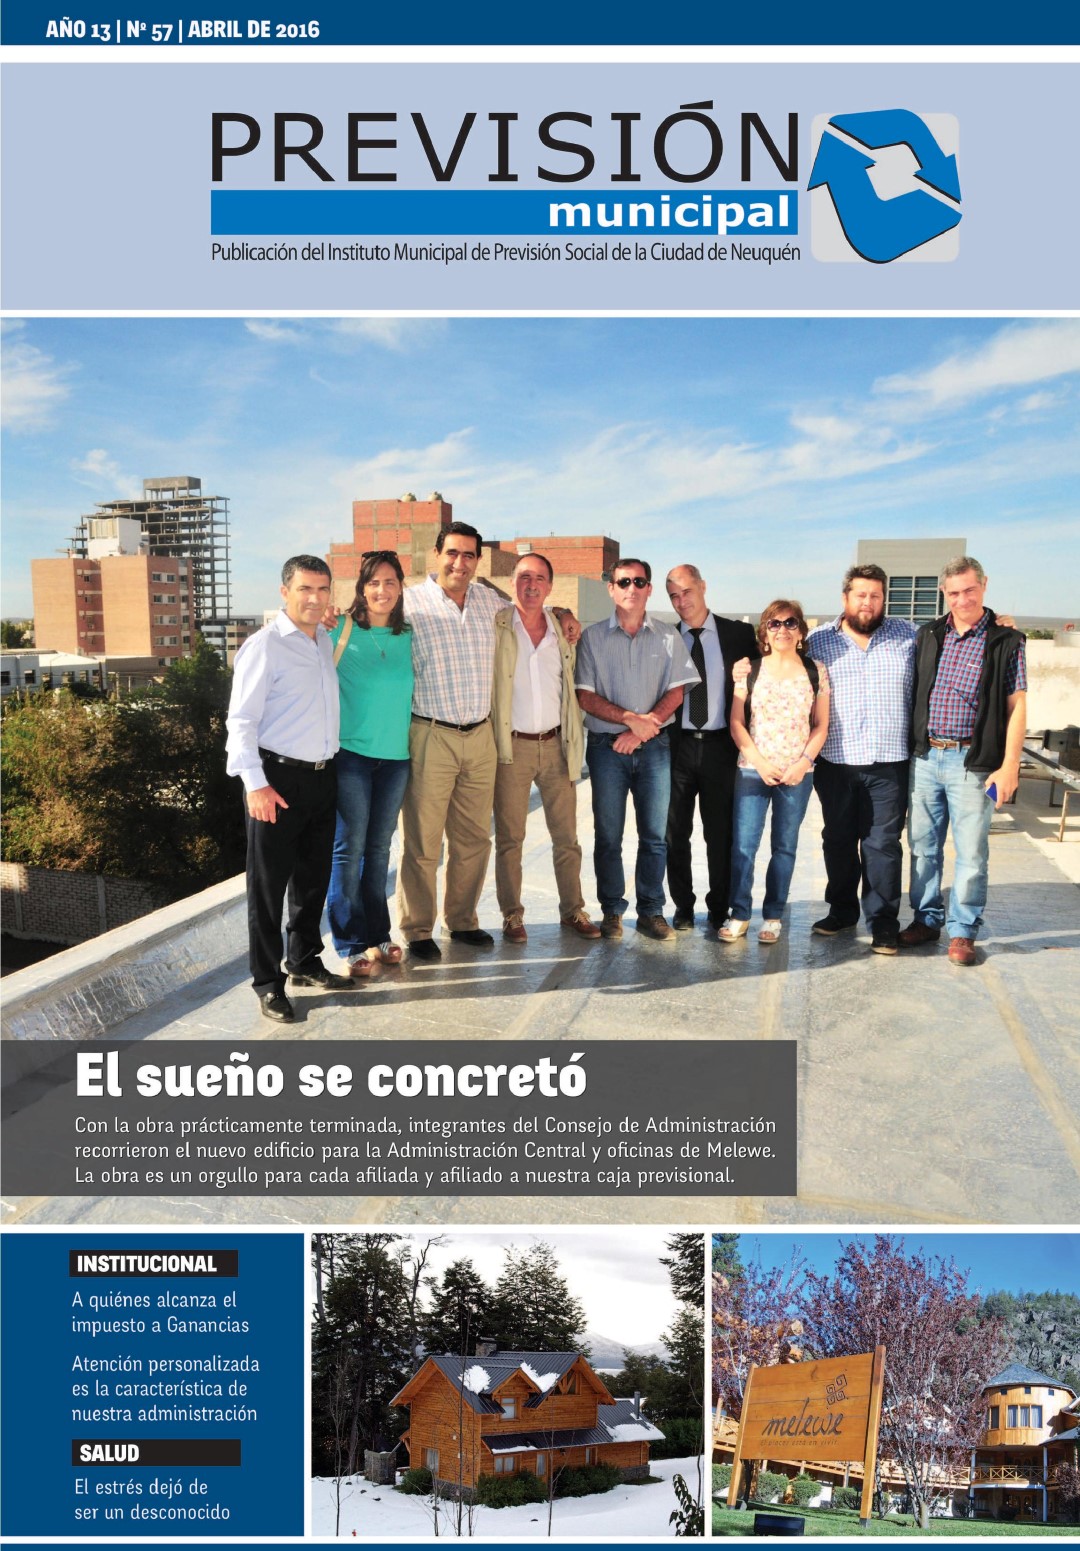 AÑO 13 | Nº 57 | ABRIL DE 2016
PREVISIÓN
municipal
Publicación del Instituto Municipal de Previsión Social de la Ciudad de Neuquén
El sueño se concretó
Con la obra prácticamente terminada, integrantes del Consejo de Administración
recorrieron el nuevo edificio para la Administración Central y oficinas de Melewe.
La obra es un orgullo para cada afiliada y afiliado a nuestra caja previsional.
INSTITUCIONAL
A quiénes alcanza el
impuesto a Ganancias
Atención personalizada
es la característica de
nuestra administración
SALUD
El estrés dejó de
ser un desconocido
melewe